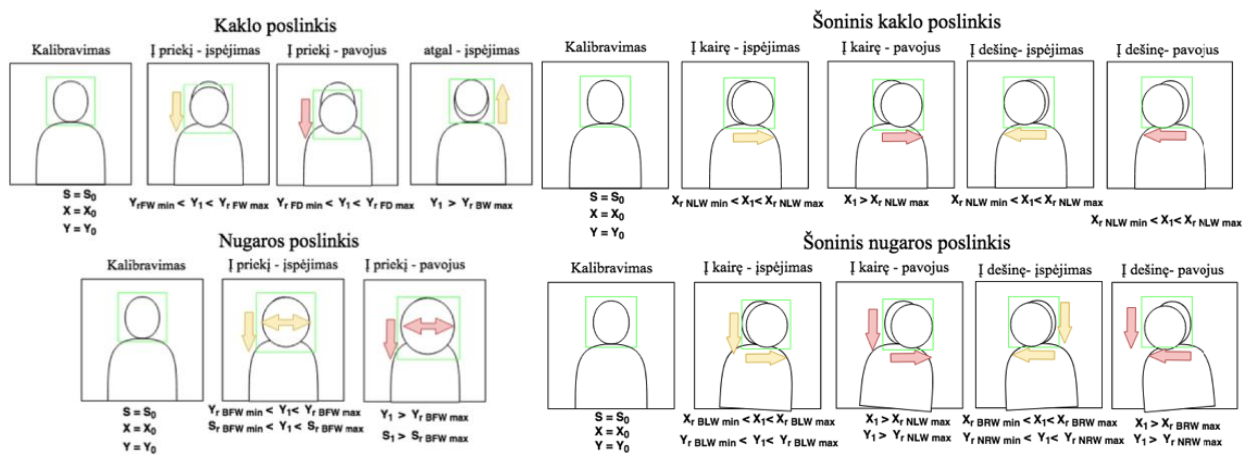 Kaklo poslinkis
Kalibravimas
Į priekį - įspėjimas
Į priekį - pavojus
atgal - įspėjimas
S = S₀
X = X₀
Y = Y₀
YrFW min < Y₁ < Yr FW max
Yr FD min < Y₁ < Yr FD max
Y₁ > Yr BW max
Šoninis kaklo poslinkis
Kalibravimas
Į kairę - įspėjimas
Į kairę - pavojus
Į dešinę- įspėjimas
Į dešinę- pavojus
S = S₀
X = X₀
Y = Y₀
Xr NLW min < X₁< Xr NLW max
X₁ > Xr NLW max
Xr NLW min < X₁< Xr NLW max
Xr NLW min < X₁< Xr NLW max
Nugaros poslinkis
Kalibravimas
Į priekį - įspėjimas
Į priekį - pavojus
S = S₀
X = X₀
Y = Y₀
Yr BFW min < Y₁< Yr BFW max
Sr BFW min < Y₁ < Sr BFW max
Y₁ > Yr BFW max
S₁ > Sr BFW max
Šoninis nugaros poslinkis
Kalibravimas
Į kairę - įspėjimas
Į kairę - pavojus
Į dešinę- įspėjimas
Į dešinę- pavojus
S = S₀
X = X₀
Y = Y₀
Xr BLW min < X₁< Xr BLW max
Yr BLW min < Y₁< Yr BLW max
X₁ > Xr NLW max
Y₁ > Yr NLW max
Xr BRW min < X₁< Xr BRW max
Yr NRW min < Y₁< Yr NRW max
X₁ > Xr BRW max
Y₁ > Yr NRW max